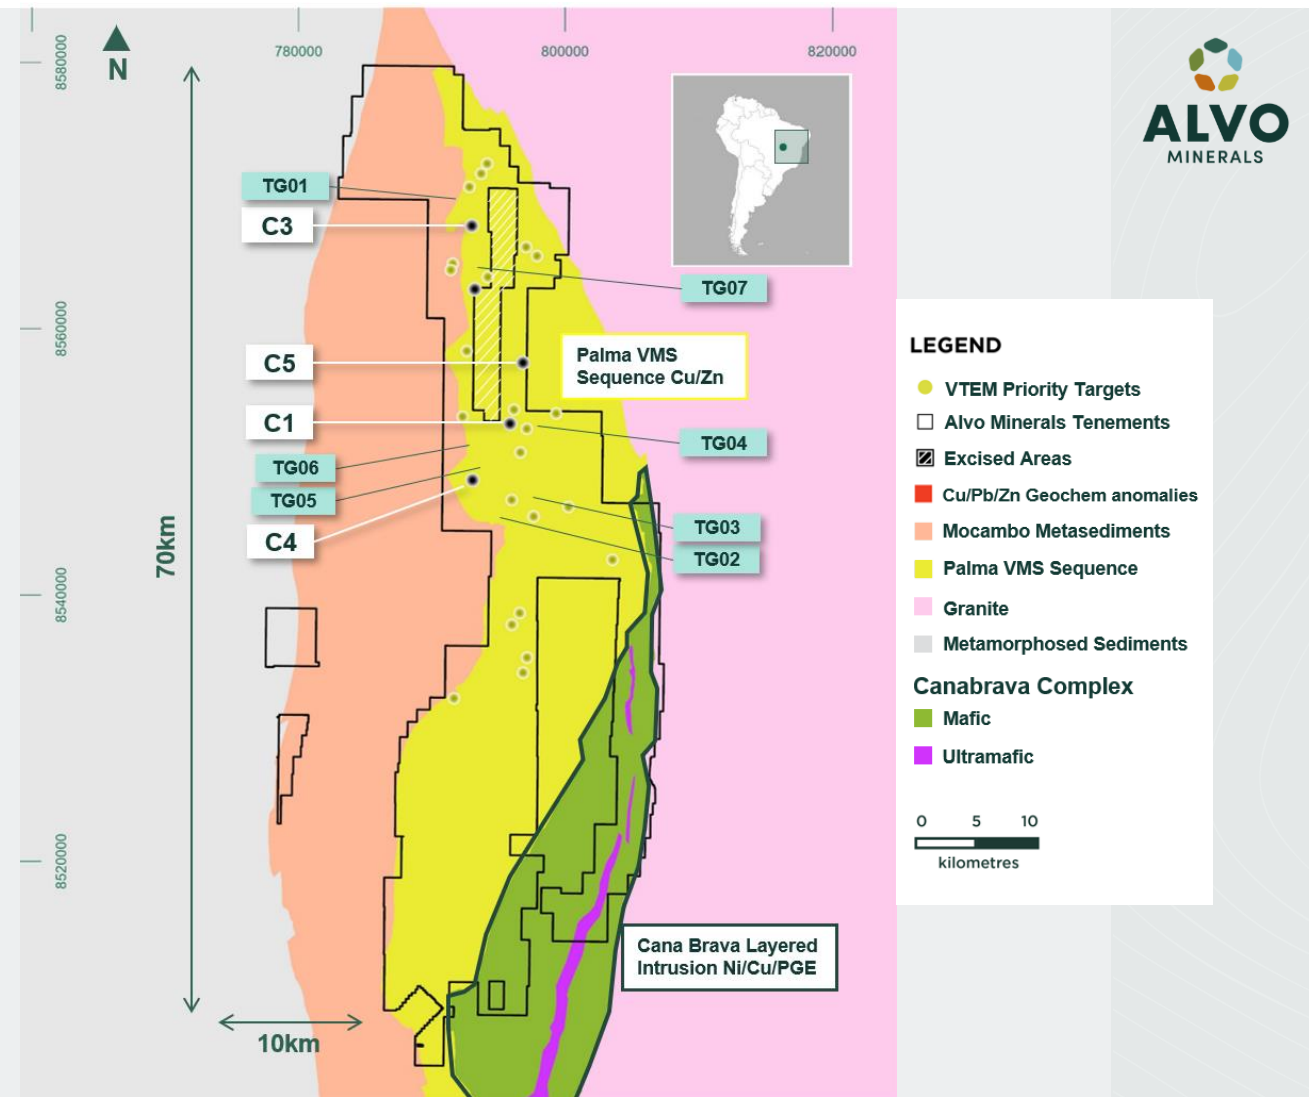 780000
800000
820000
8580000
8560000
8540000
8520000
N
ALVO
MINERALS
TG01
C3
TG07
C5
Palma VMS
Sequence Cu/Zn
C1
TG04
TG06
TG05
C4
TG03
TG02
70km
10km
Cana Brava Layered
Intrusion Ni/Cu/PGE
LEGEND
VTEM Priority Targets
Alvo Minerals Tenements
Excised Areas
Cu/Pb/Zn Geochem anomalies
Mocambo Metasediments
Palma VMS Sequence
Granite
Metamorphosed Sediments
Canabrava Complex
Mafic
Ultramafic
0 5 10
kilometres